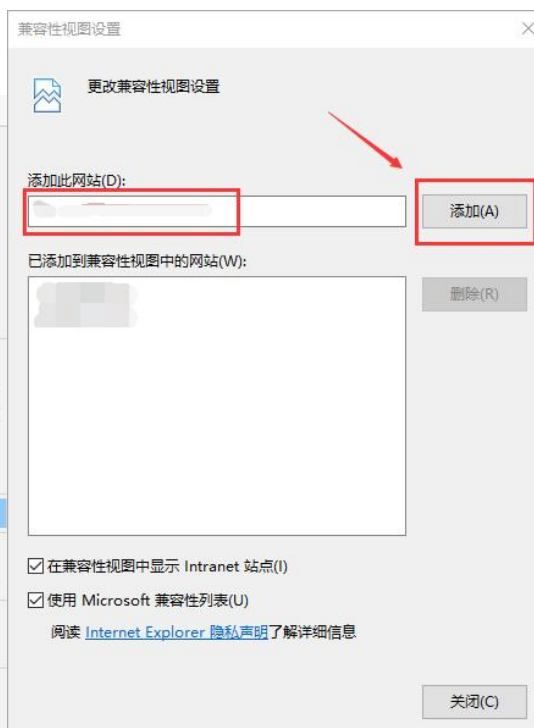 兼容性视图设置
更改兼容性视图设置
添加此网站(D):
添加(A)
已添加到兼容性视图中的网站(W):
删除(R)
在兼容性视图中显示 Intranet 站点(I)
使用 Microsoft 兼容性列表(U)
阅读 Internet Explorer 隐私声明了解详细信息
关闭(C)